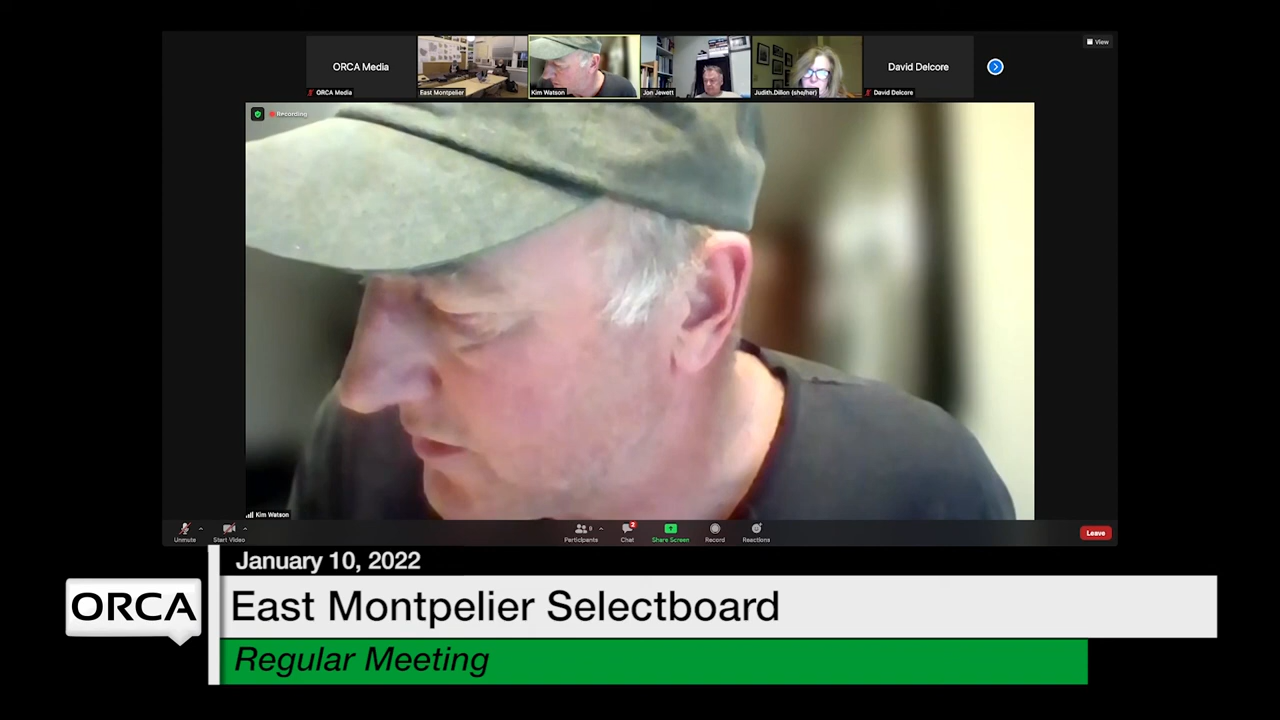 View
ORCA Media
David Delcore
ORCA Media
East Montpelier
Kim Watson
Jon Jewett
Judith.Dillon (she/her)
David Delcore
Recording
Kim Watson
Unmute
Start Video
Participants
8
Chat
2
Share Screen
Record
Reactions
Leave
January 10, 2022
ORCA
East Montpelier Selectboard
Regular Meeting